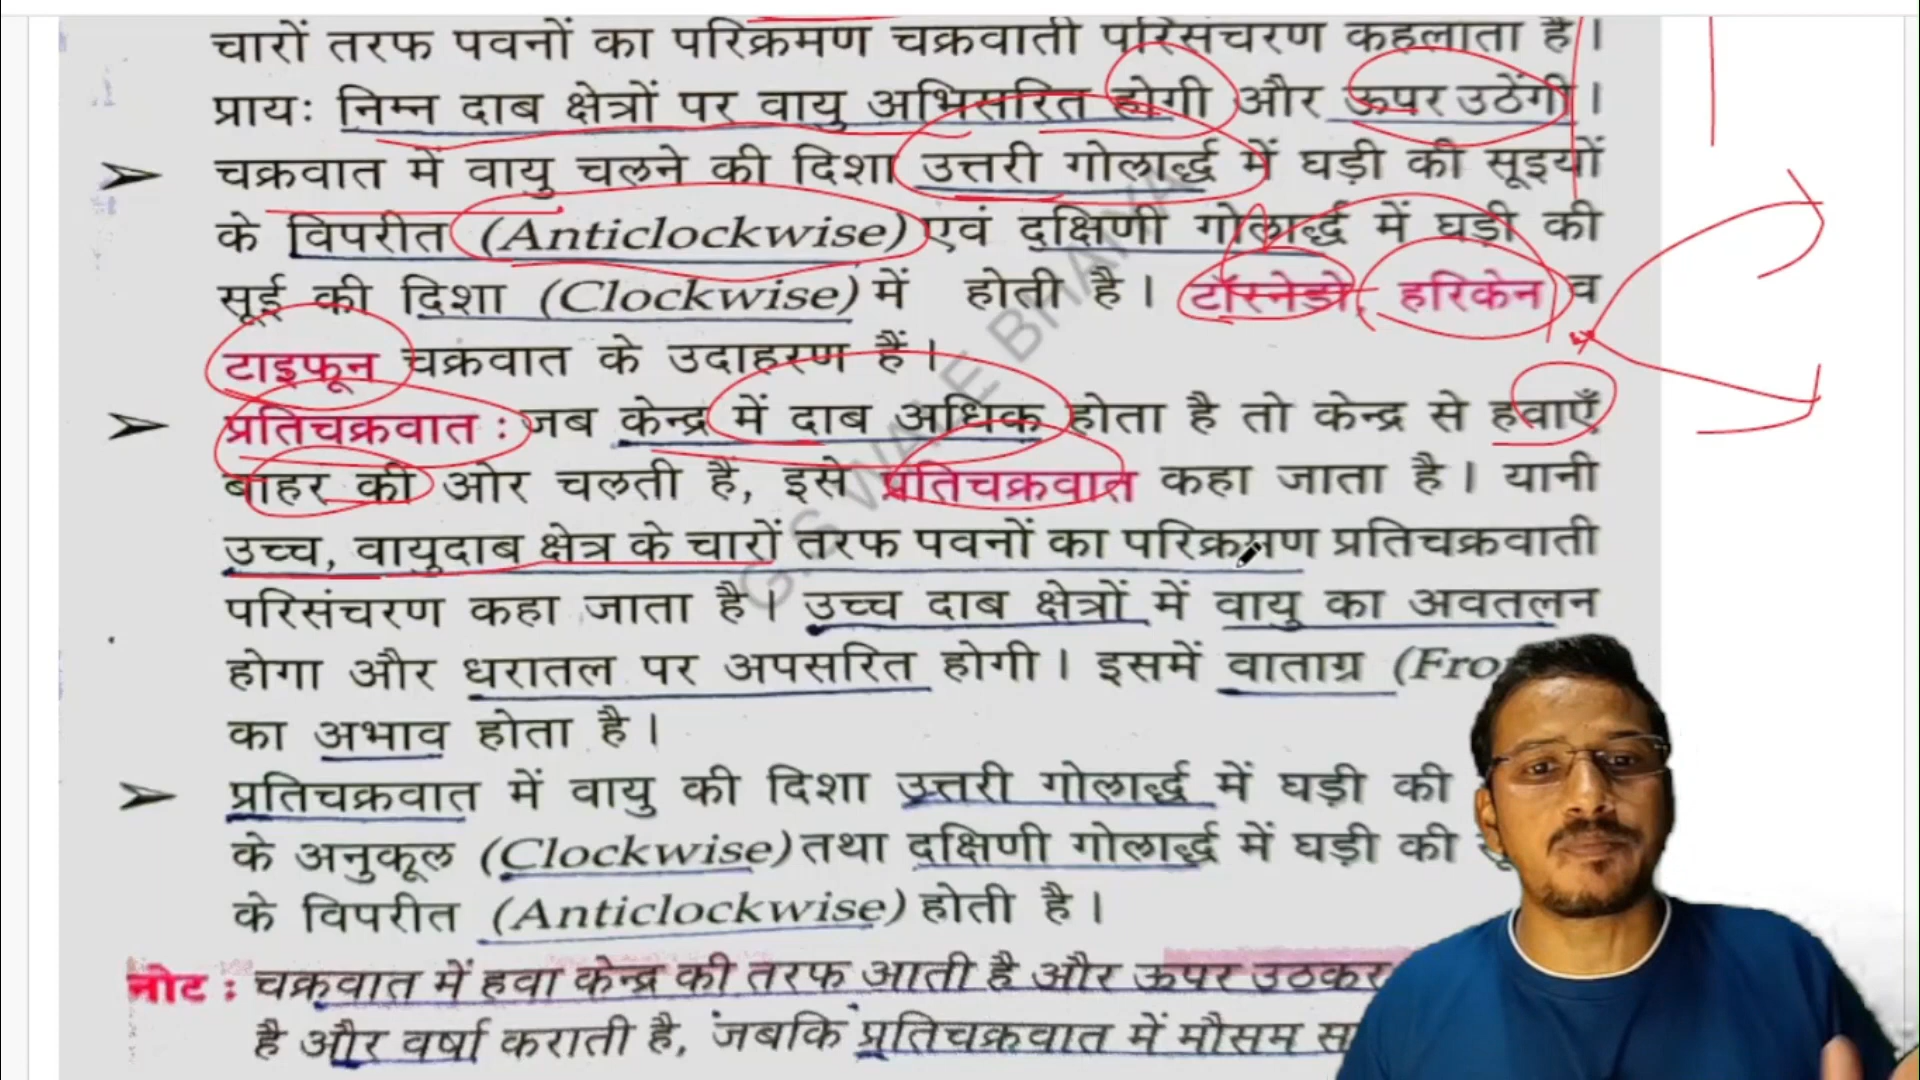 चारों तरफ पवनों का परिक्रमण चक्रवाती परिसंचरण कहलाता है।
प्रायः निम्न दाब क्षेत्रों पर वायु अभिसरित होगी और ऊपर उठेंगी।
➤ चक्रवात में वायु चलने की दिशा उत्तरी गोलार्द्ध में घड़ी की सूइयों
के विपरीत (Anticlockwise) एवं दक्षिणी गोलार्द्ध में घड़ी की
सूई की दिशा (Clockwise) में होती है। टॉरनेडो, हरिकेन व
टाइफून चक्रवात के उदाहरण हैं।
➤ प्रतिचक्रवात : जब केन्द्र में दाब अधिक होता है तो केन्द्र से हवाएँ
बाहर की ओर चलती हैं, इसे प्रतिचक्रवात कहा जाता है। यानी
उच्च, वायुदाब क्षेत्र के चारों तरफ पवनों का परिक्रमण प्रतिचक्रवाती
परिसंचरण कहा जाता है। उच्च दाब क्षेत्रों में वायु का अवतलन
होगा और धरातल पर अपसरित होगी। इसमें वाताग्र (Fro
का अभाव होता है।
➤ प्रतिचक्रवात में वायु की दिशा उत्तरी गोलार्द्ध में घड़ी की
के अनुकूल (Clockwise) तथा दक्षिणी गोलार्द्ध में घड़ी की
के विपरीत (Anticlockwise) होती है।
नोट : चक्रवात में हवा केन्द्र की तरफ आती है और ऊपर उठकर
है और वर्षा कराती है, जबकि प्रतिचक्रवात में मौसम
G.S WALE BHAIYA